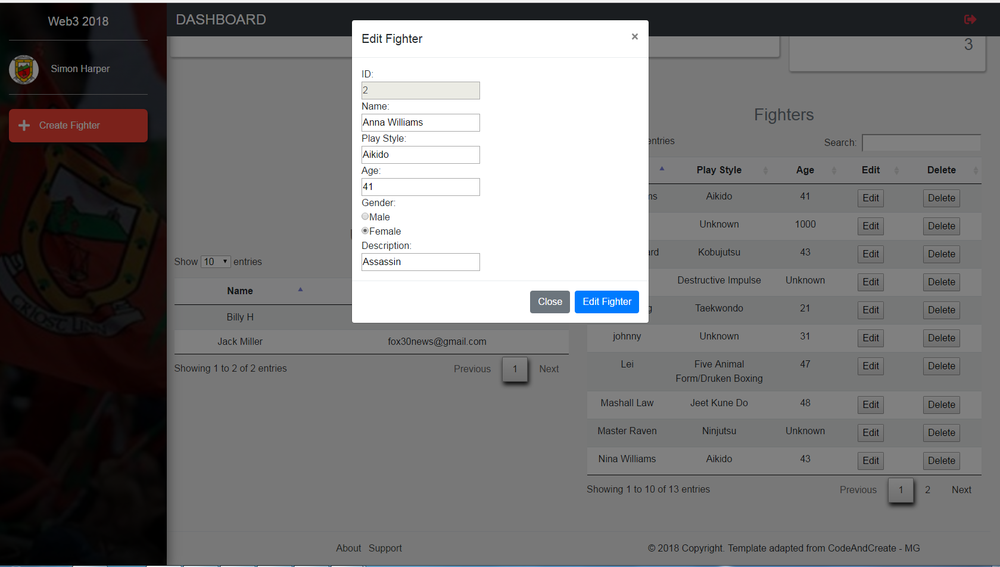 Web3 2018
DASHBOARD
Simon Harper
Create Fighter
CRIOST LINN
3
Edit Fighter
×
ID:
2
Name:
Anna Williams
Play Style:
Aikido
Age:
41
Gender:
Male
Female
Description:
Assassin
Close Edit Fighter
Show 10 entries
Name
Billy H
Jack Miller fox30news@gmail.com
Showing 1 to 2 of 2 entries Previous 1 Next
Fighters
entries Search:
Play Style Age Edit Delete
ms Aikido 41 Edit Delete
Unknown 1000 Edit Delete
ard Kobujutsu 43 Edit Delete
Destructive Impulse Unknown Edit Delete
g Taekwondo 21 Edit Delete
johnny Unknown 31 Edit Delete
Lei Five Animal 47 Edit Delete
Form/Druken Boxing
Mashall Law Jeet Kune Do 48 Edit Delete
Master Raven Ninjutsu Unknown Edit Delete
Nina Williams Aikido 43 Edit Delete
Showing 1 to 10 of 13 entries Previous 1 2 Next
About Support © 2018 Copyright. Template adapted from CodeAndCreate - MG